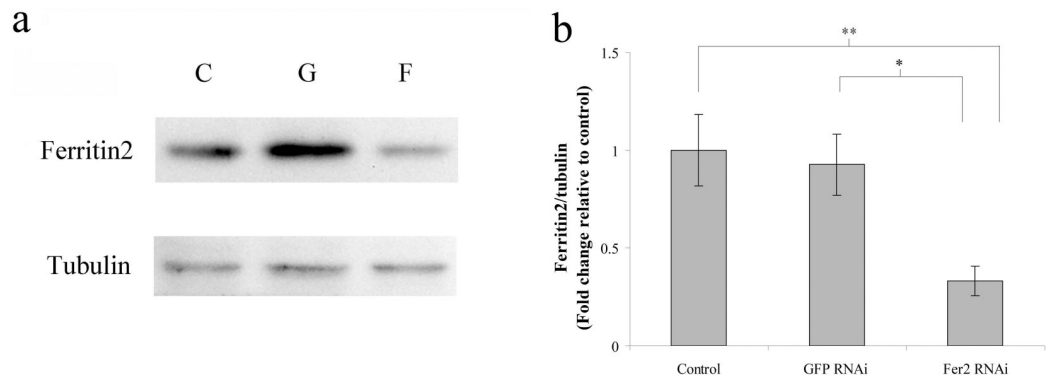 a
C G F
Ferritin2
Tubulin
b
**
*
1.5
1
0.5
0
Ferritin2/tubulin
(Fold change relative to control)
Control GFP RNAi Fer2 RNAi